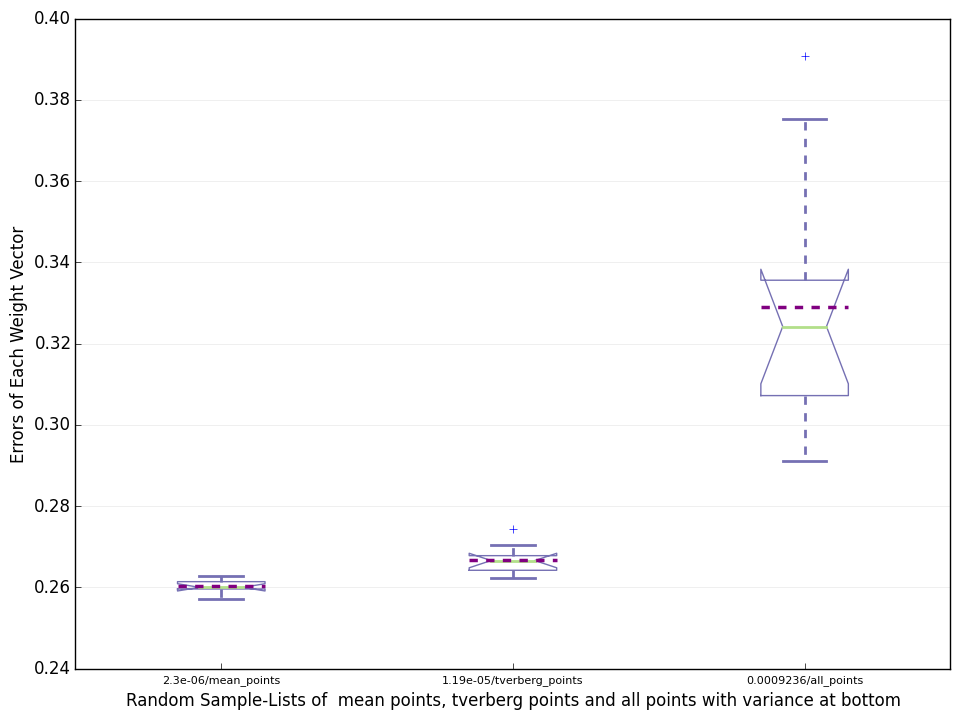 0.40
0.38
0.36
0.34
0.32
0.30
0.28
0.26
0.24
Errors of Each Weight Vector
2.3e-06/mean_points
1.19e-05/tverberg_points
0.0009236/all_points
Random Sample-Lists of  mean points, tverberg points and all points with variance at bottom